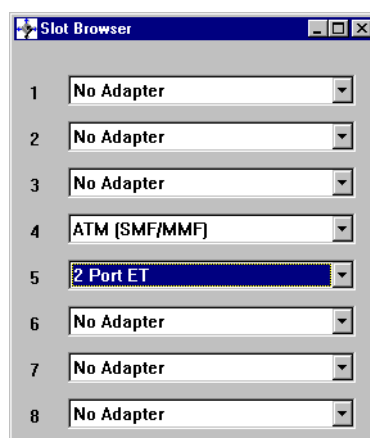 Slot Browser
1 No Adapter
2 No Adapter
3 No Adapter
4 ATM (SMF/MMF)
5 2 Port ET
6 No Adapter
7 No Adapter
8 No Adapter